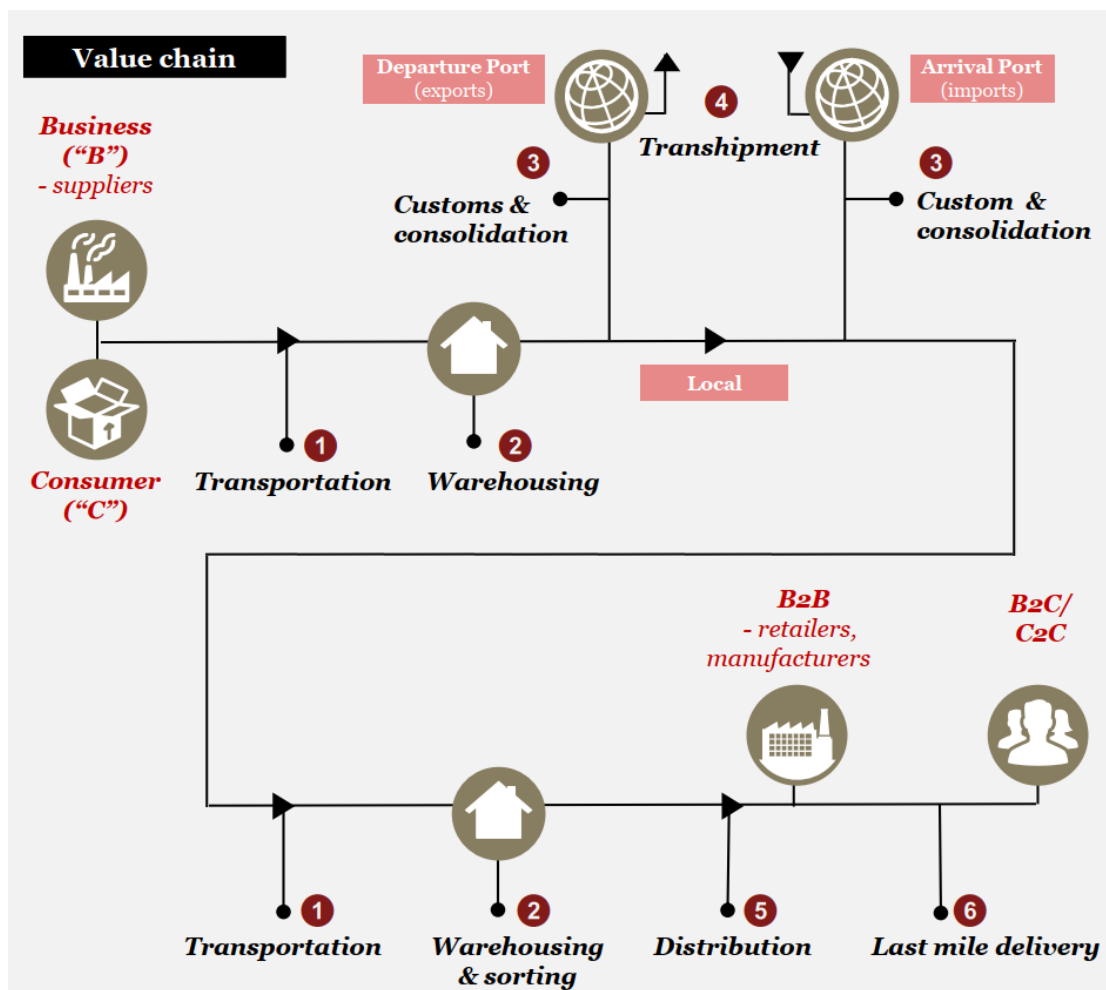 Value chain
Departure Port
(exports)
Arrival Port
(imports)
4
Transhipment
Business
("B")
- suppliers
3
Customs &
consolidation
3
Custom &
consolidation
Local
1
Transportation
2
Warehousing
Consumer
("C")
B2B
- retailers,
manufacturers
B2C/
C2C
1
Transportation
2
Warehousing
& sorting
5
Distribution
6
Last mile delivery